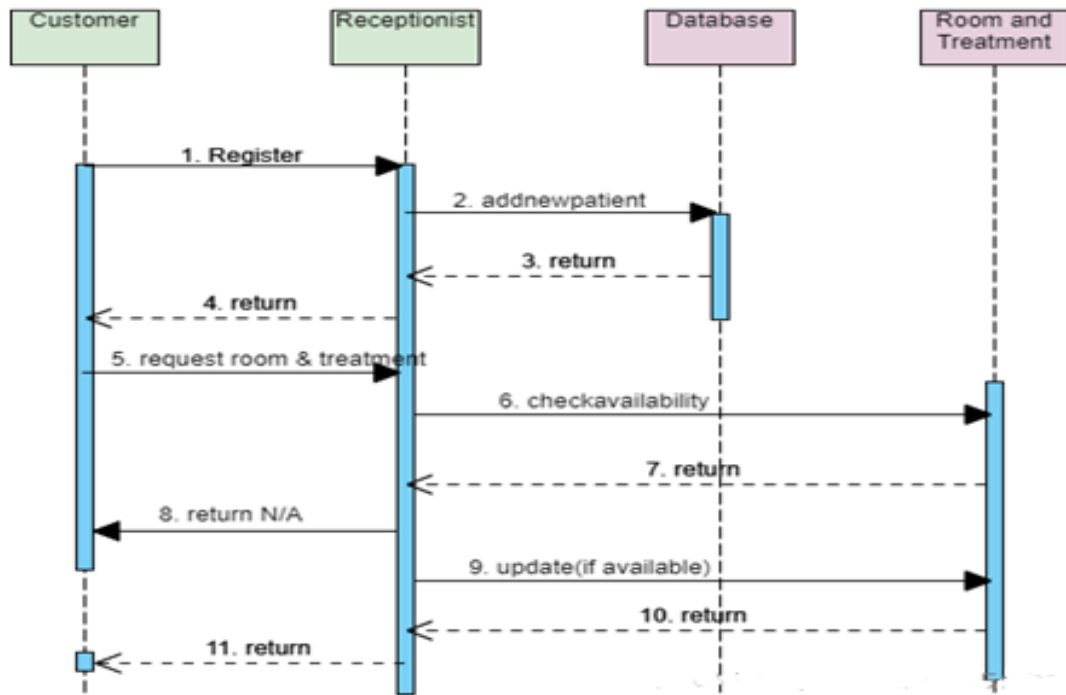 Customer
Receptionist
Database
Room and
Treatment
1. Register
2. addnewpatient
3. return
4. return
5. request room & treatment
6. checkavailability
7. return
8. return N/A
9. update(if available)
10. return
11. return